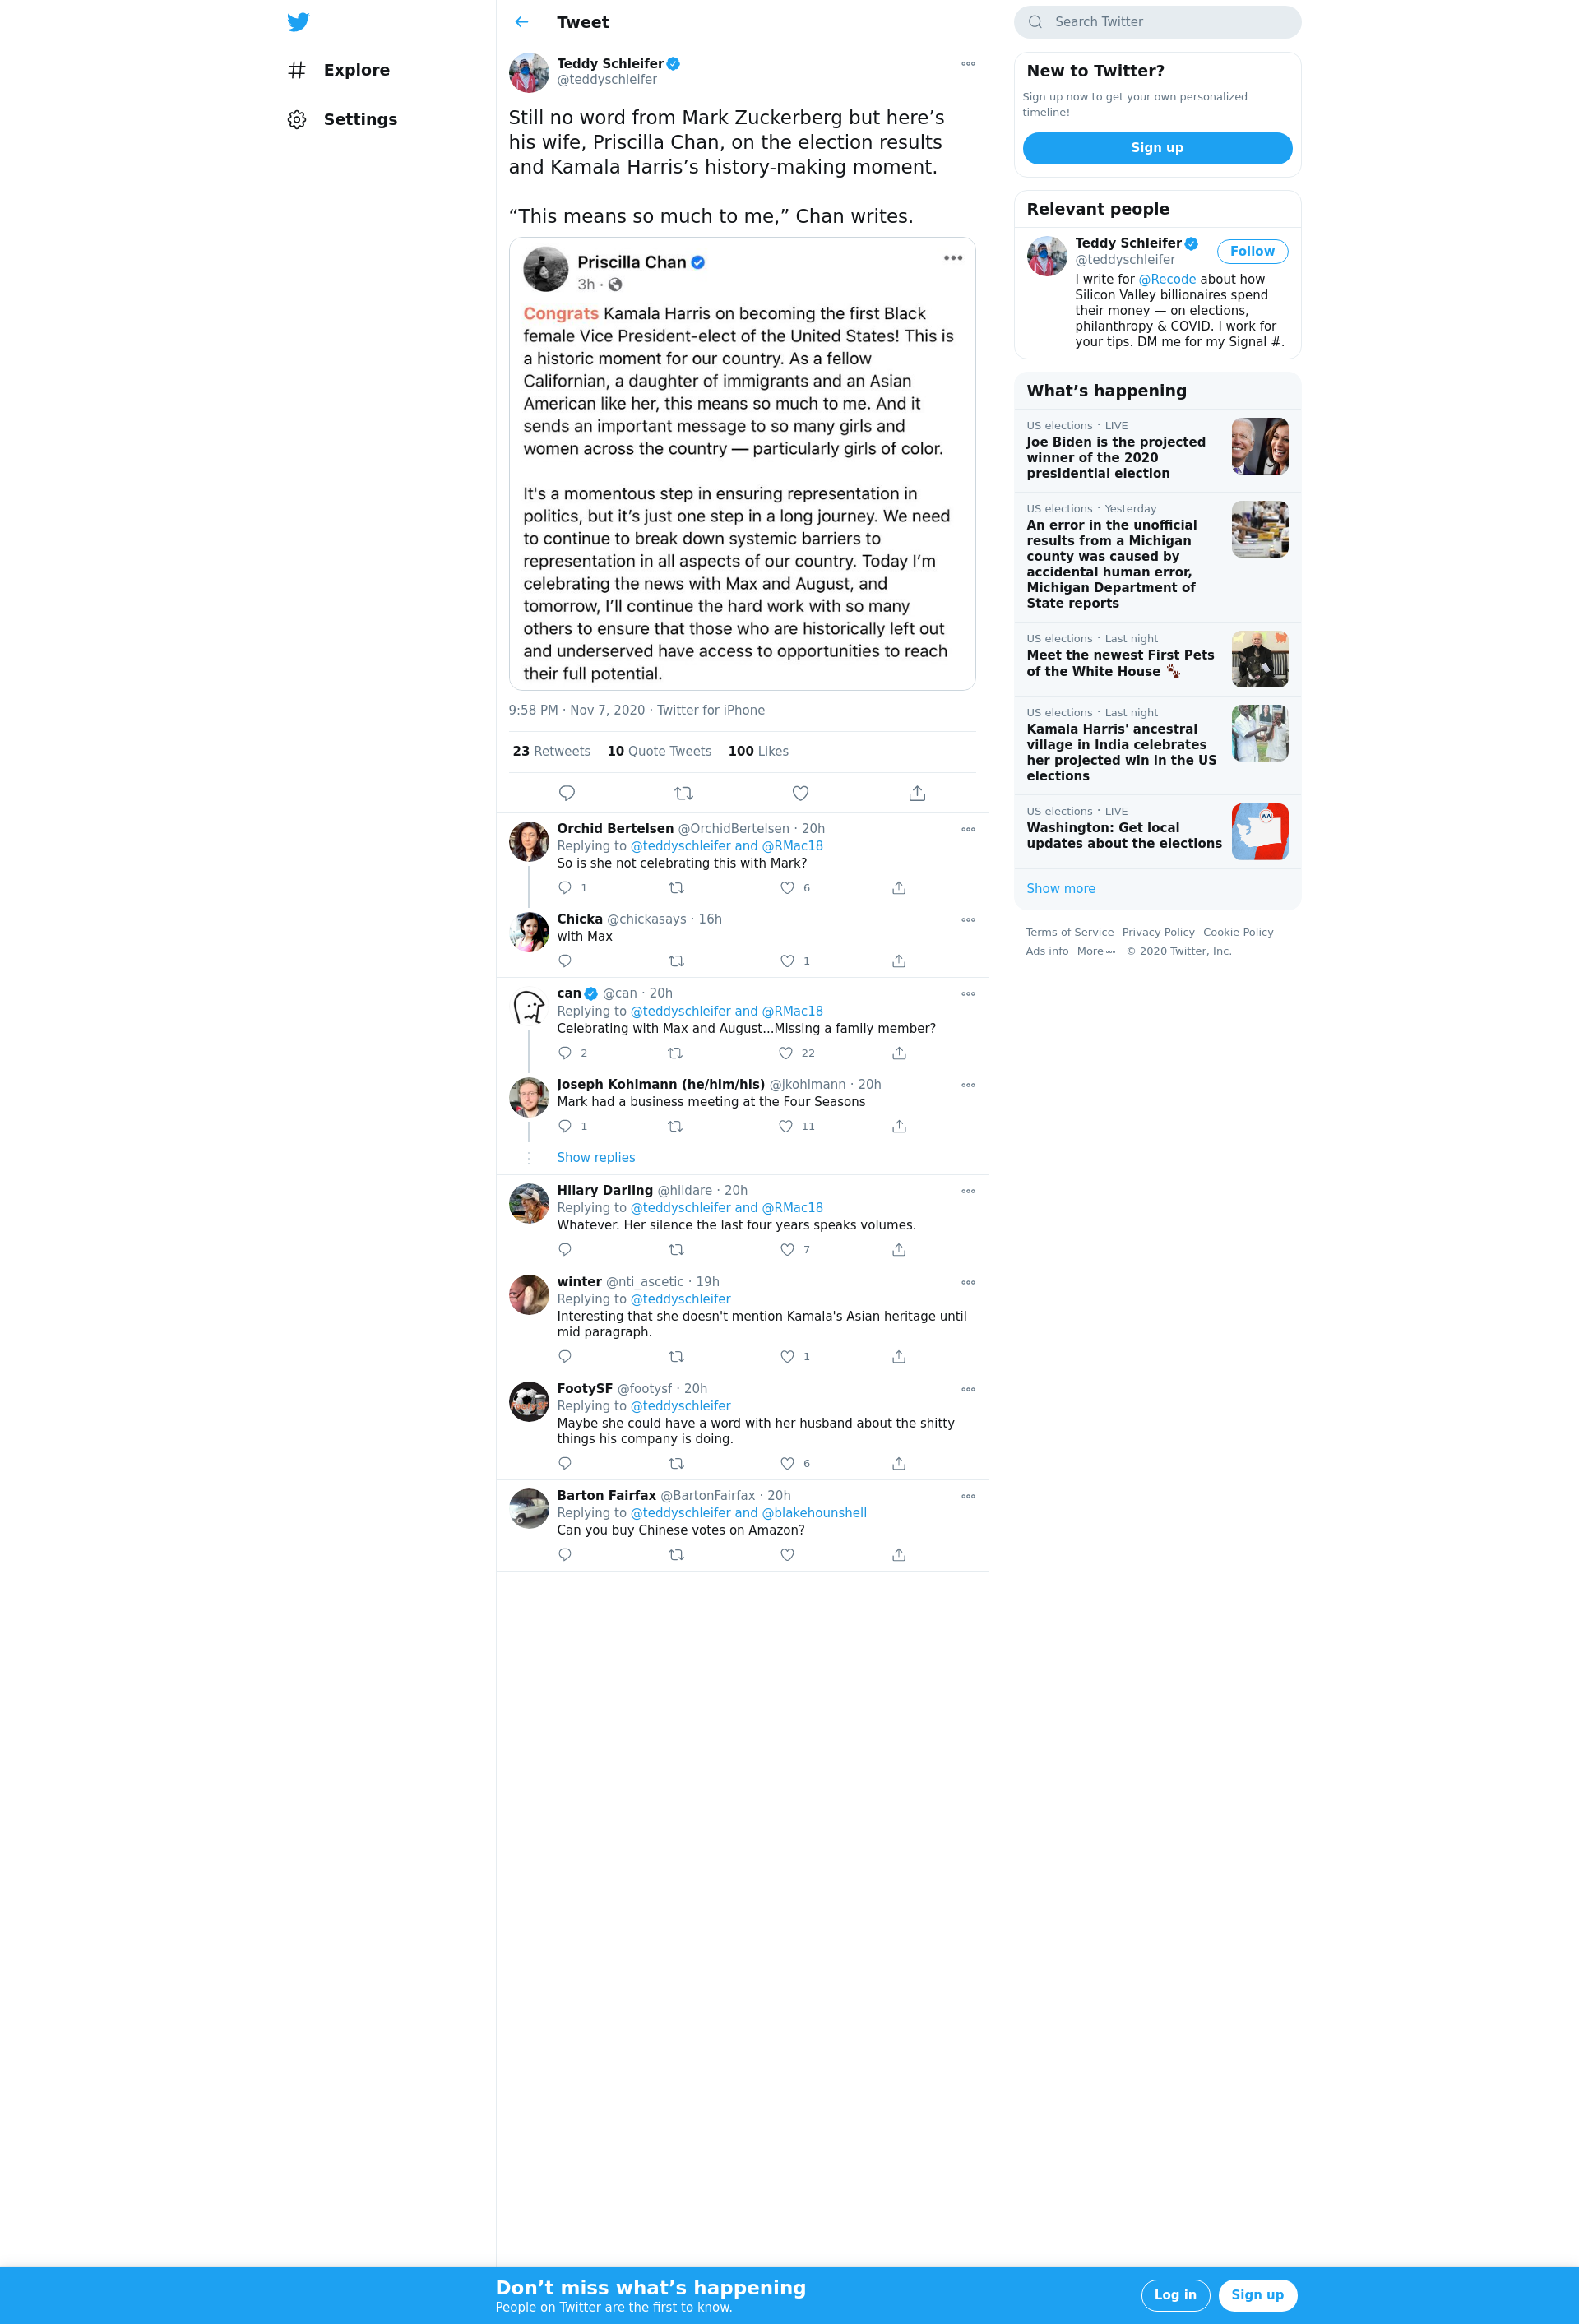 Explore
Settings
Tweet
Teddy Schleifer
@teddyschleifer
Still no word from Mark Zuckerberg but here’s
his wife, Priscilla Chan, on the election results
and Kamala Harris’s history-making moment.
“This means so much to me,” Chan writes.
Priscilla Chan
3h ·
Congrats Kamala Harris on becoming the first Black
female Vice President-elect of the United States! This is
a historic moment for our country. As a fellow
Californian, a daughter of immigrants and an Asian
American like her, this means so much to me. And it
sends an important message to so many girls and
women across the country — particularly girls of color.
It's a momentous step in ensuring representation in
politics, but it’s just one step in a long journey. We need
to continue to break down systemic barriers to
representation in all aspects of our country. Today I’m
celebrating the news with Max and August, and
tomorrow, I’ll continue the hard work with so many
others to ensure that those who are historically left out
and underserved have access to opportunities to reach
their full potential.
9:58 PM · Nov 7, 2020 · Twitter for iPhone
23 Retweets 10 Quote Tweets 100 Likes
Orchid Bertelsen @OrchidBertelsen · 20h
Replying to @teddyschleifer and @RMac18
So is she not celebrating this with Mark?
1 6
Chicka @chickasays · 16h
with Max
1
can @can · 20h
Replying to @teddyschleifer and @RMac18
Celebrating with Max and August...Missing a family member?
2 22
Joseph Kohlmann (he/him/his) @jkohlmann · 20h
Mark had a business meeting at the Four Seasons
1 11
Show replies
Hilary Darling @hildare · 20h
Replying to @teddyschleifer and @RMac18
Whatever. Her silence the last four years speaks volumes.
7
winter @nti_ascetic · 19h
Replying to @teddyschleifer
Interesting that she doesn't mention Kamala's Asian heritage until
mid paragraph.
1
FootySF @footysf · 20h
Replying to @teddyschleifer
Maybe she could have a word with her husband about the shitty
things his company is doing.
6
Barton Fairfax @BartonFairfax · 20h
Replying to @teddyschleifer and @blakehounshell
Can you buy Chinese votes on Amazon?
Search Twitter
New to Twitter?
Sign up now to get your own personalized
timeline!
Sign up
Relevant people
Teddy Schleifer
@teddyschleifer
Follow
I write for @Recode about how
Silicon Valley billionaires spend
their money — on elections,
philanthropy & COVID. I work for
your tips. DM me for my Signal #.
What’s happening
US elections · LIVE
Joe Biden is the projected
winner of the 2020
presidential election
US elections · Yesterday
An error in the unofficial
results from a Michigan
county was caused by
accidental human error,
Michigan Department of
State reports
US elections · Last night
Meet the newest First Pets
of the White House
US elections · Last night
Kamala Harris' ancestral
village in India celebrates
her projected win in the US
elections
US elections · LIVE
Washington: Get local
updates about the elections
WA
Show more
Terms of Service Privacy Policy Cookie Policy
Ads info More © 2020 Twitter, Inc.
Don’t miss what’s happening
People on Twitter are the first to know.
Log in
Sign up